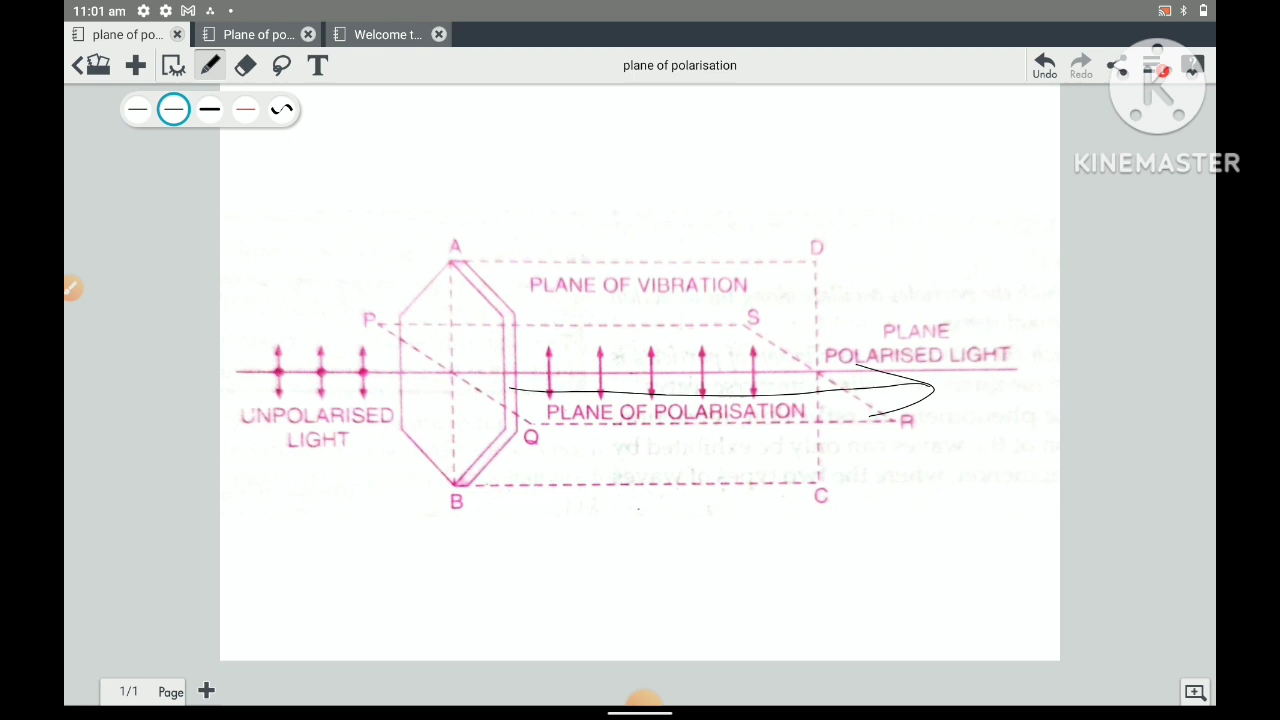 11:01 am
plane of po...
Plane of po...
Welcome t...
T
plane of polarisation
Undo
Redo
K
KINEMASTER
A
D
PLANE OF VIBRATION
P
S
PLANE
POLARISED LIGHT
UNPOLARISED
LIGHT
PLANE OF POLARISATION
Q
R
B
C
1/1 Page